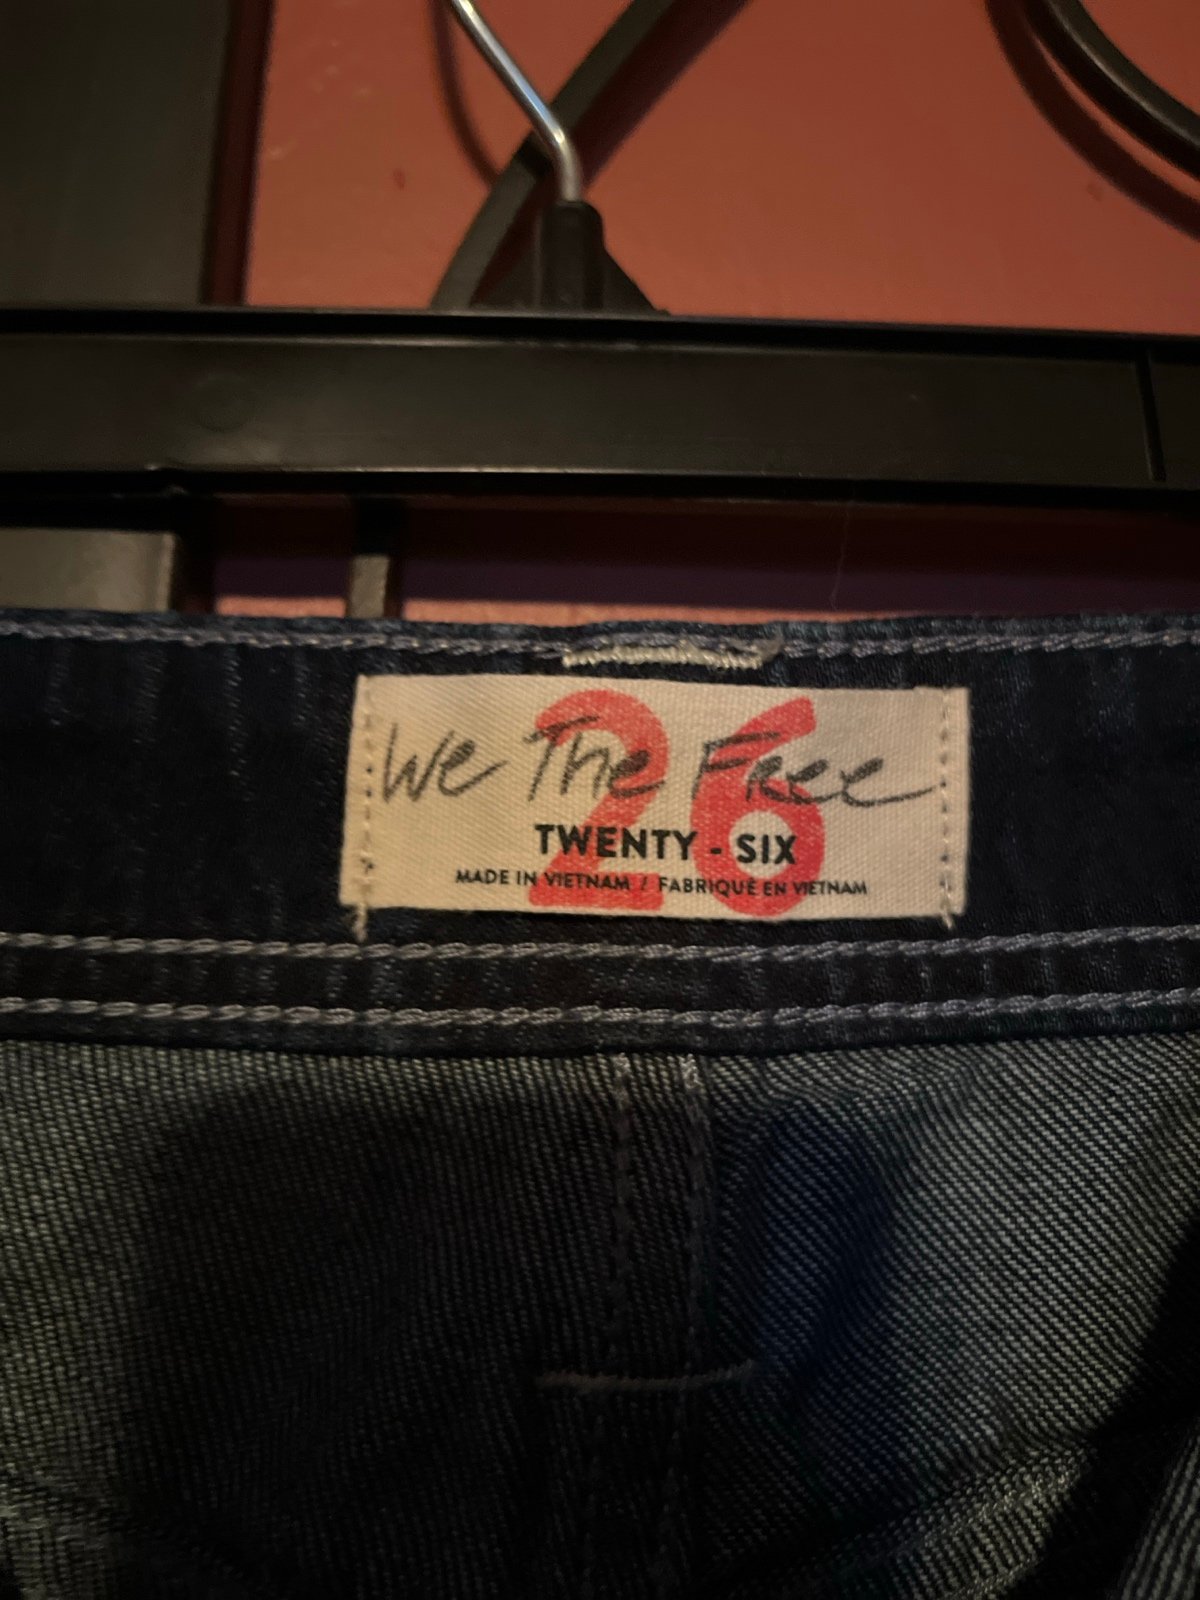 26
We The Free
TWENTY - SIX
MADE IN VIETNAM / FABRIQUÉ EN VIETNAM